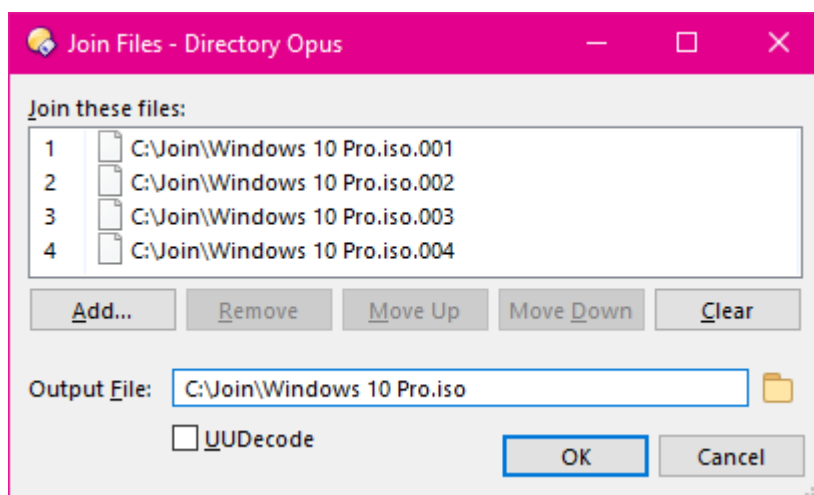 Join Files - Directory Opus
Join these files:
1 C:\Join\Windows 10 Pro.iso.001
2 C:\Join\Windows 10 Pro.iso.002
3 C:\Join\Windows 10 Pro.iso.003
4 C:\Join\Windows 10 Pro.iso.004
Add... Remove Move Up Move Down Clear
Output File: C:\Join\Windows 10 Pro.iso
UUDecode
OK Cancel